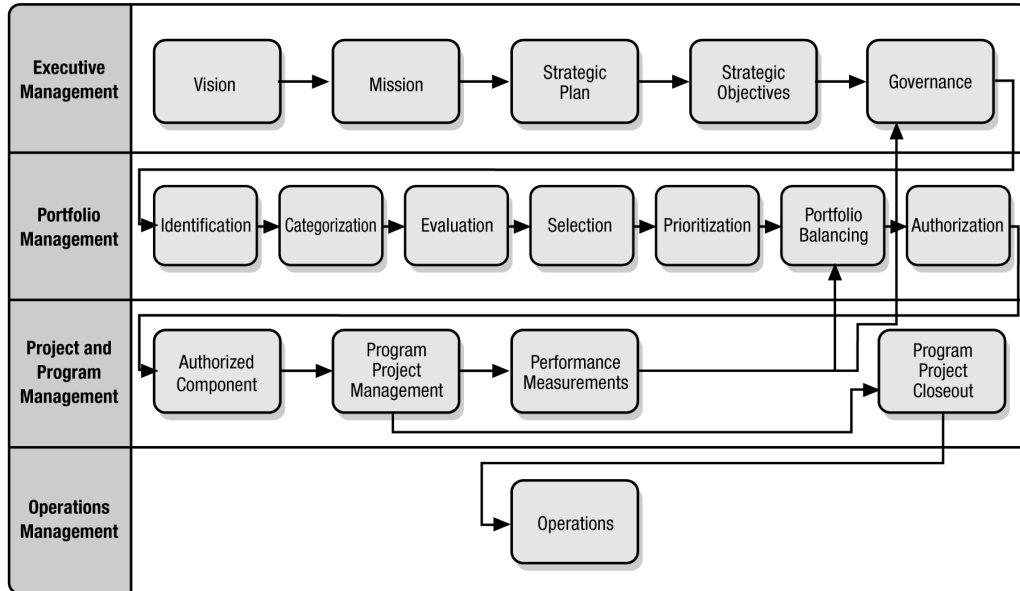 Executive
Management
Vision
Mission
Strategic
Plan
Strategic
Objectives
Governance
Portfolio
Management
Identification
Categorization
Evaluation
Selection
Prioritization
Portfolio
Balancing
Authorization
Project and
Program
Management
Authorized
Component
Program
Project
Management
Performance
Measurements
Program
Project
Closeout
Operations
Management
Operations